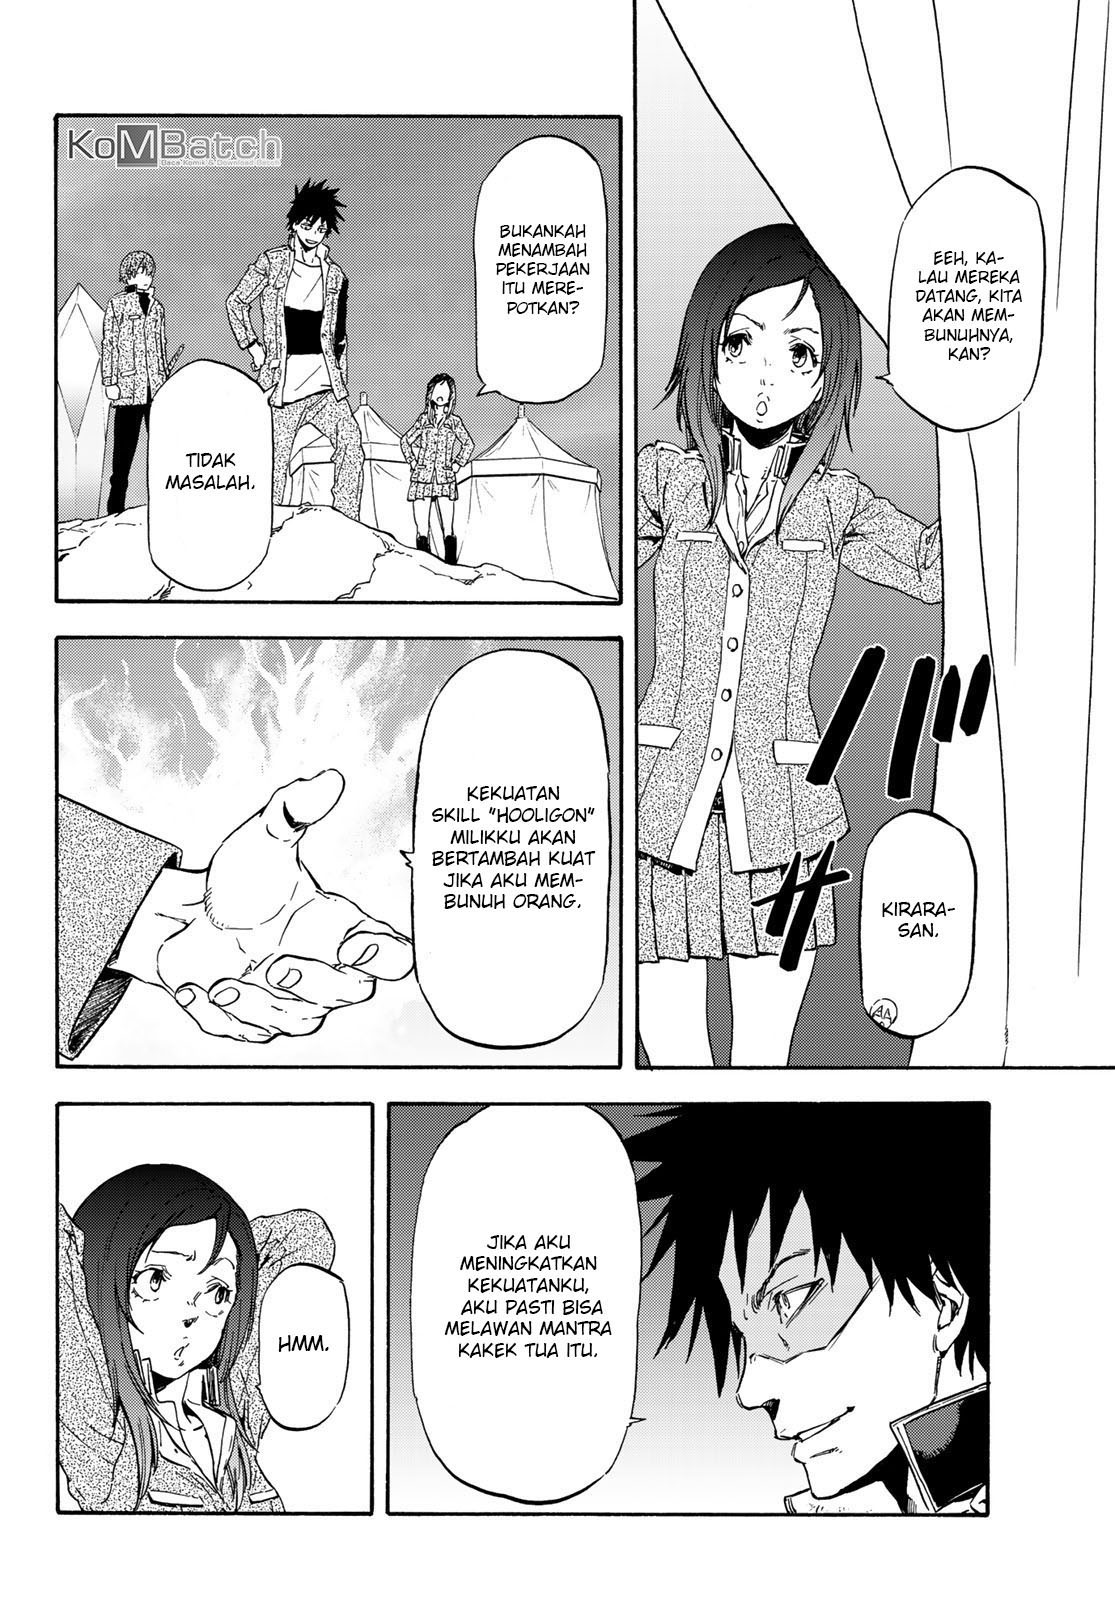 EEH, KA-
LAU MEREKA
DATANG, KITA
AKAN MEM-
BUNUHNYA,
KAN?
KIRARA-
SAN.
KoMBatch
Baca Komik & Download Batch
BUKANKAH
MENAMBAH
PEKERJAAN
ITU MERE-
POTKAN?
TIDAK
MASALAH.
KEKUATAN
SKILL "HOOLIGON"
MILIKKU AKAN
BERTAMBAH KUAT
JIKA AKU MEM-
BUNUH ORANG.
JIKA AKU
MENINGKATKAN
KEKUATANKU,
AKU PASTI BISA
MELAWAN MANTRA
KAKEK TUA ITU.
HMM.